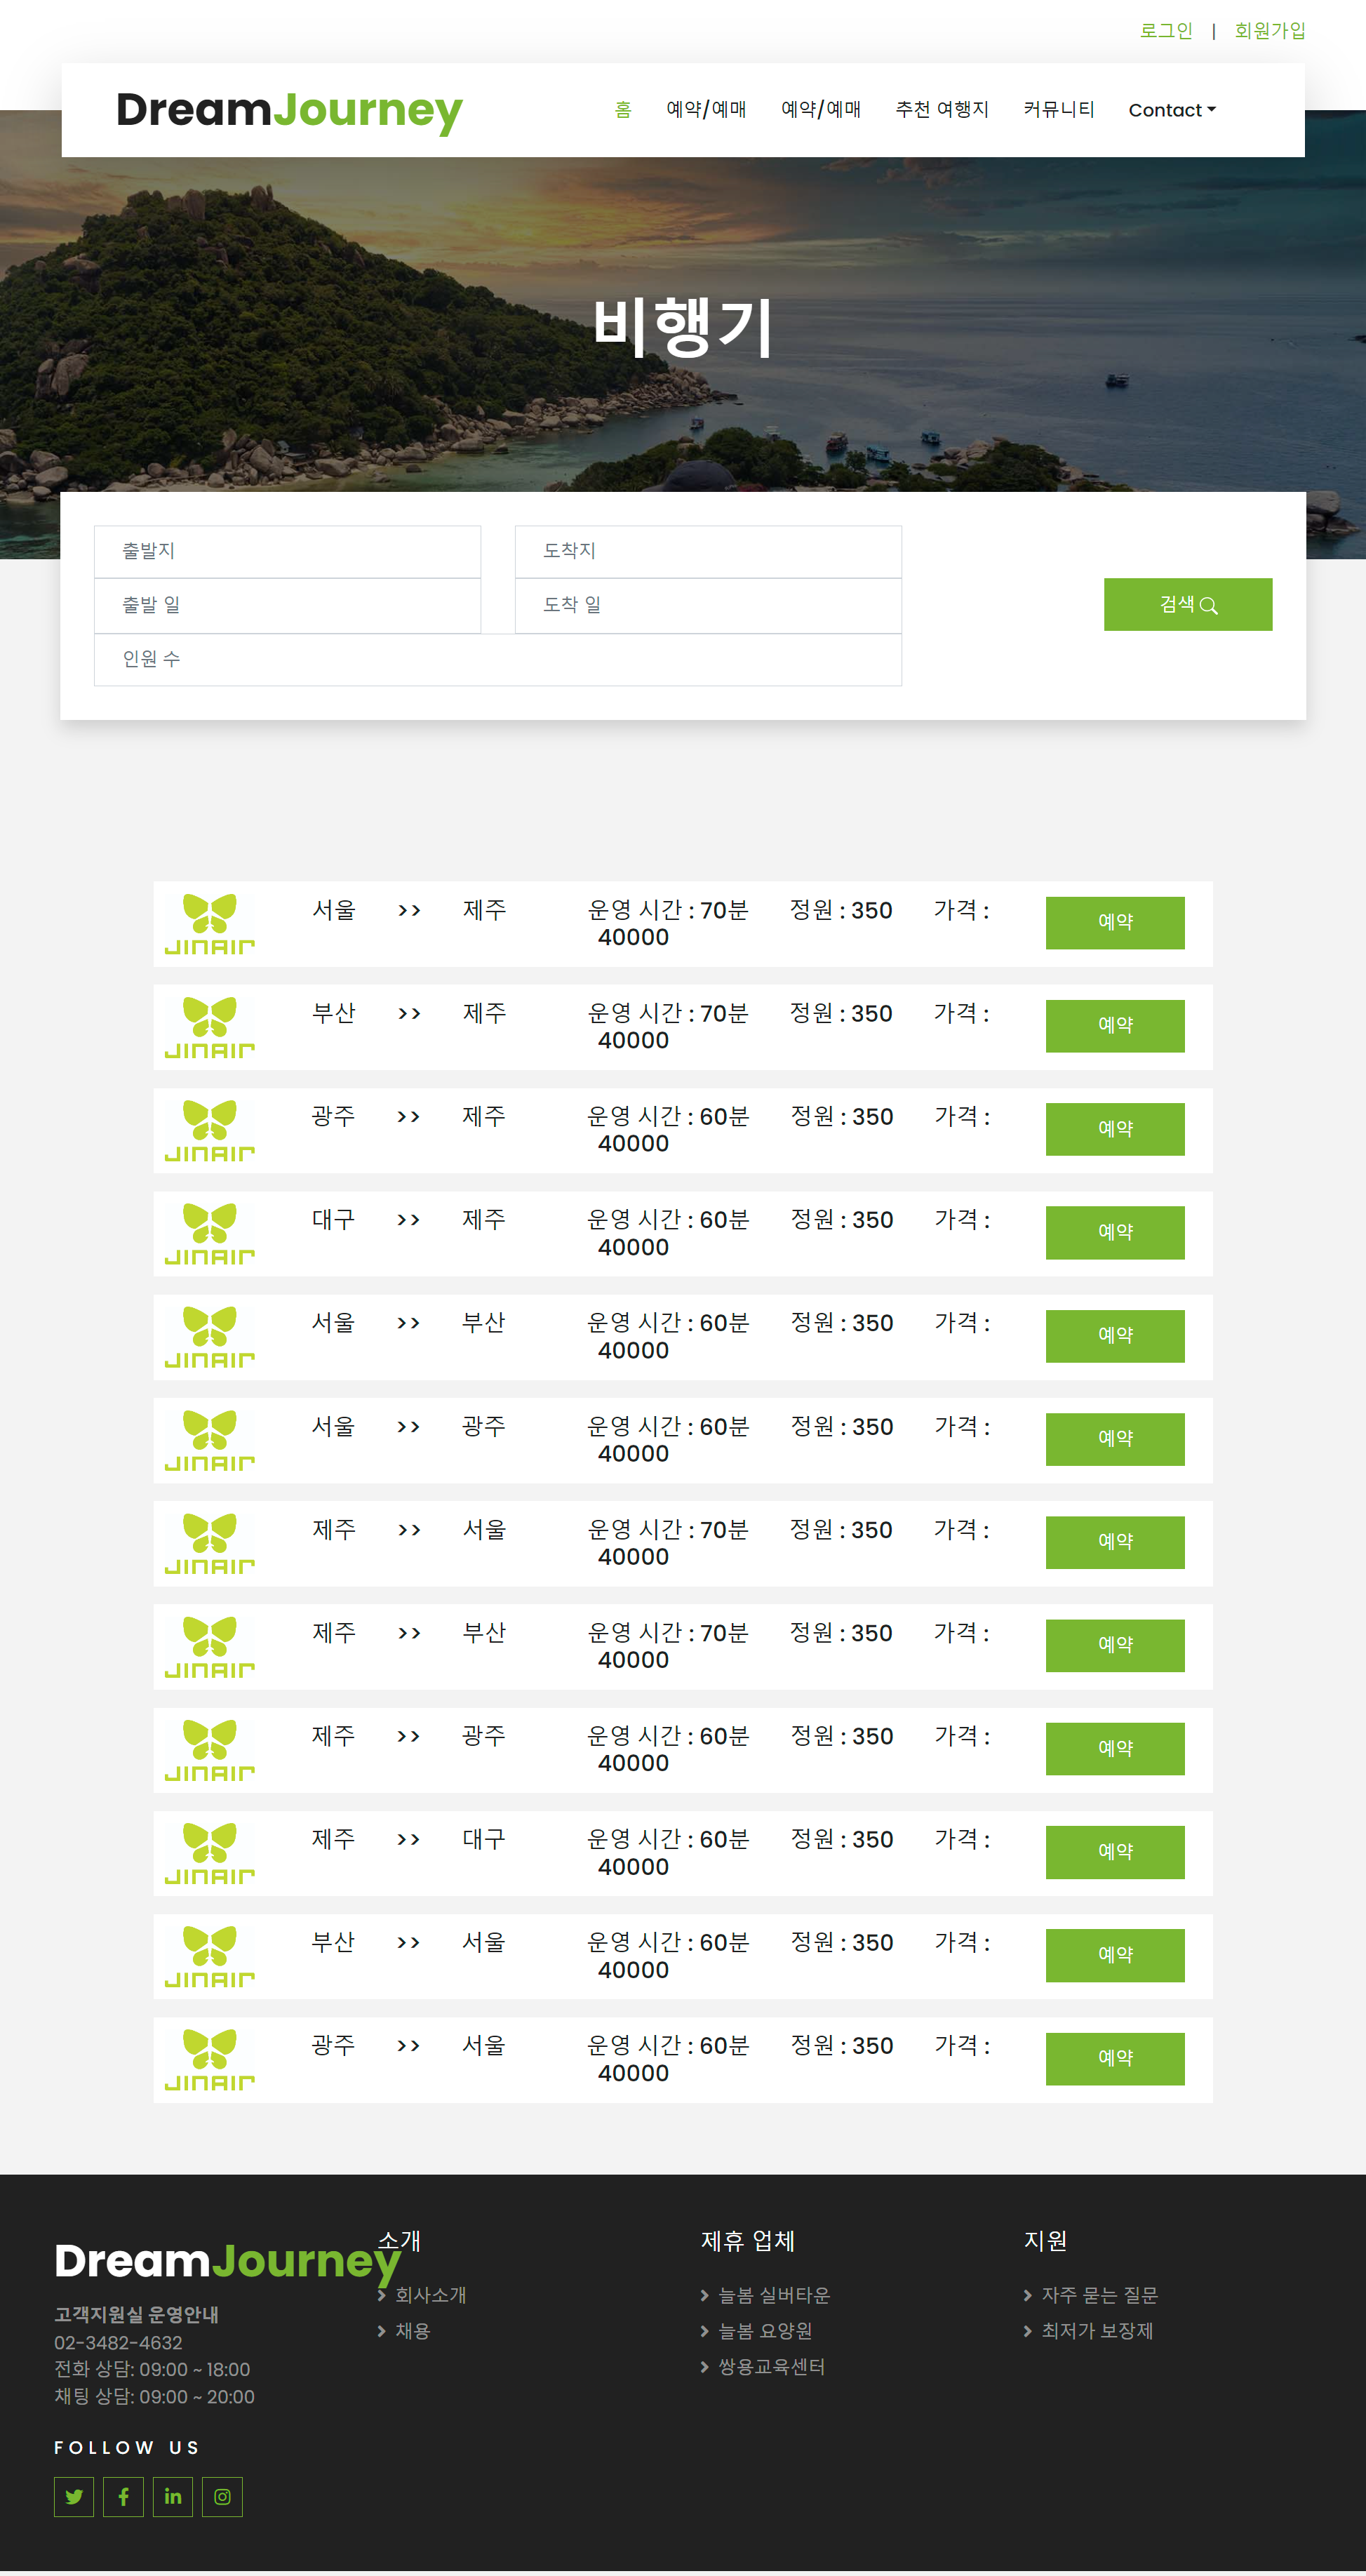 로그인 | 회원가입
DreamJourney 홈 예약/예매 예약/예매 추천 여행지 커뮤니티 Contact
비행기
출발지 도착지
출발 일 도착 일
검색
인원 수
JINAIR 서울 >> 제주 운영 시간 : 70분 정원 : 350 가격 :
40000
예약
JINAIR 부산 >> 제주 운영 시간 : 70분 정원 : 350 가격 :
40000
예약
JINAIR 광주 >> 제주 운영 시간 : 60분 정원 : 350 가격 :
40000
예약
JINAIR 대구 >> 제주 운영 시간 : 60분 정원 : 350 가격 :
40000
예약
JINAIR 서울 >> 부산 운영 시간 : 60분 정원 : 350 가격 :
40000
예약
JINAIR 서울 >> 광주 운영 시간 : 60분 정원 : 350 가격 :
40000
예약
JINAIR 제주 >> 서울 운영 시간 : 70분 정원 : 350 가격 :
40000
예약
JINAIR 제주 >> 부산 운영 시간 : 70분 정원 : 350 가격 :
40000
예약
JINAIR 제주 >> 광주 운영 시간 : 60분 정원 : 350 가격 :
40000
예약
JINAIR 제주 >> 대구 운영 시간 : 60분 정원 : 350 가격 :
40000
예약
JINAIR 부산 >> 서울 운영 시간 : 60분 정원 : 350 가격 :
40000
예약
JINAIR 광주 >> 서울 운영 시간 : 60분 정원 : 350 가격 :
40000
예약
DreamJourney
고객지원실 운영안내
02-3482-4632
전화 상담: 09:00 ~ 18:00
채팅 상담: 09:00 ~ 20:00
FOLLOW US
소개
회사소개
채용
제휴 업체
늘봄 실버타운
늘봄 요양원
쌍용교육센터
지원
자주 묻는 질문
최저가 보장제